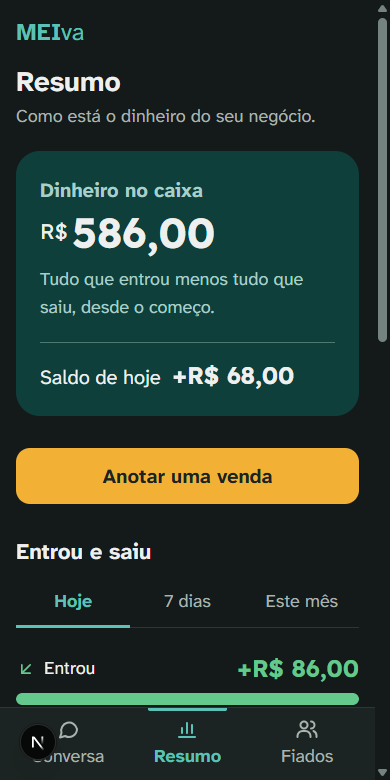 MEIva
Resumo
Como está o dinheiro do seu negócio.
Dinheiro no caixa
R$ 586,00
Tudo que entrou menos tudo que
saiu, desde o começo.
Saldo de hoje +R$ 68,00
Anotar uma venda
Entrou e saiu
Hoje 7 dias Este mês
Entrou +R$ 86,00
N
Resumo Fiados